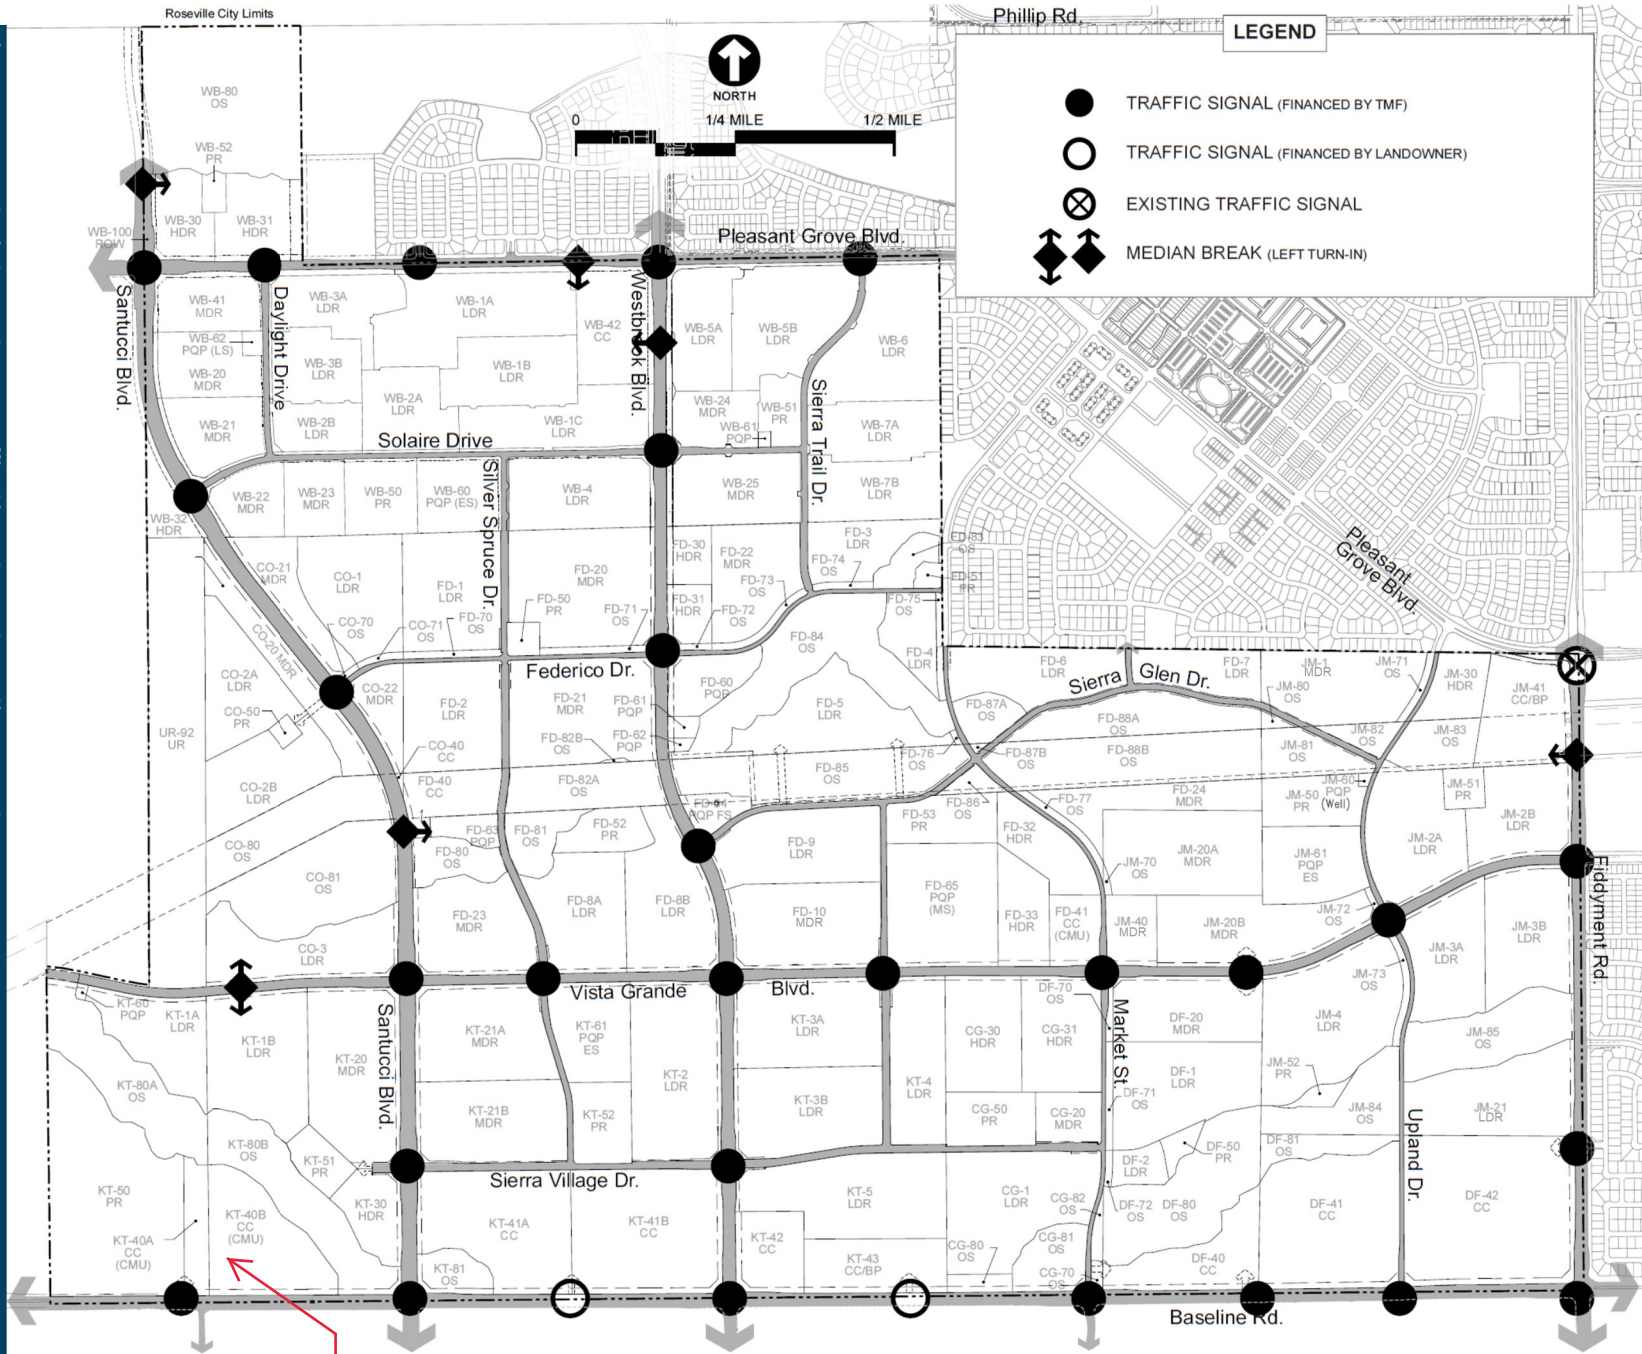 Roseville City Limits
Phillip Rd.
LEGEND
TRAFFIC SIGNAL (FINANCED BY TMF)
TRAFFIC SIGNAL (FINANCED BY LANDOWNER)
EXISTING TRAFFIC SIGNAL
MEDIAN BREAK (LEFT TURN-IN)
NORTH
0
1/4 MILE
1/2 MILE
WB-80
OS
WB-52
PR
WB-30
HDR
WB-31
HDR
WB-100
ROW
Pleasant Grove Blvd.
Santucci Blvd.
Daylight Drive
Westbrook Blvd.
WB-41
MDR
WB-62
PQP (LS)
WB-20
MDR
WB-21
MDR
WB-3A
LDR
WB-3B
LDR
WB-2B
LDR
WB-1A
LDR
WB-1B
LDR
WB-2A
LDR
WB-1C
LDR
WB-42
CC
WB-5A
LDR
WB-5B
LDR
WB-6
LDR
WB-24
MDR
WB-51
PR
WB-61
PQP
WB-7A
LDR
Sierra Trail Dr.
Solaire Drive
Silver Spruce Dr.
WB-22
MDR
WB-23
MDR
WB-50
PR
WB-60
PQP (ES)
WB-4
LDR
WB-25
MDR
WB-7B
LDR
WB-32
HDR
CO-21
MDR
CO-1
LDR
FD-1
LDR
FD-20
MDR
FD-30
HDR
FD-22
MDR
FD-3
LDR
FD-83
OS
FD-74
OS
FD-51
PR
FD-73
OS
FD-31
HDR
FD-72
OS
FD-75
OS
FD-50
PR
FD-71
OS
FD-70
OS
CO-70
OS
CO-71
OS
FD-84
OS
FD-4
LDR
Pleasant
Grove Blvd.
CO-20 MDR
Federico Dr.
CO-2A
LDR
CO-50
PR
CO-22
MDR
FD-2
LDR
FD-21
MDR
FD-60
PQP
FD-61
PQP
FD-62
PQP
FD-5
LDR
FD-6
LDR
FD-7
LDR
JM-1
MDR
JM-71
OS
JM-30
HDR
JM-41
CC/BP
Sierra Glen Dr.
JM-80
OS
UR-92
UR
CO-40
CC
FD-40
CC
FD-82B
OS
FD-82A
OS
FD-85
OS
FD-76
OS
FD-87A
OS
FD-87B
OS
FD-88A
OS
FD-88B
OS
JM-81
OS
JM-82
OS
JM-83
OS
CO-2B
LDR
FD-86
OS
FD-77
OS
FD-24
MDR
JM-50
PR
JM-60
PQP
(Well)
JM-51
PR
JM-2B
LDR
PQP FS
FD-53
PR
FD-32
HDR
FD-63
PQP
FD-81
OS
FD-52
PR
FD-80
OS
FD-9
LDR
JM-2A
LDR
CO-80
OS
CO-81
OS
FD-8A
LDR
FD-8B
LDR
FD-10
MDR
FD-65
PQP
(MS)
JM-70
OS
JM-20A
MDR
JM-61
PQP
ES
Fiddyment Rd.
FD-23
MDR
FD-33
HDR
FD-41
CC
(CMU)
JM-40
MDR
JM-20B
MDR
JM-72
OS
JM-3A
LDR
JM-3B
LDR
CO-3
LDR
JM-73
OS
Vista Grande Blvd.
KT-60
PQP
KT-1A
LDR
KT-1B
LDR
KT-20
MDR
Santucci Blvd.
KT-21A
MDR
KT-61
PQP
ES
KT-2
LDR
KT-3A
LDR
CG-30
HDR
CG-31
HDR
DF-70
OS
Market St.
DF-20
MDR
JM-4
LDR
JM-85
OS
KT-80A
OS
KT-21B
MDR
KT-52
PR
KT-3B
LDR
KT-4
LDR
CG-50
PR
CG-20
MDR
DF-71
OS
DF-1
LDR
JM-52
PR
JM-84
OS
JM-21
LDR
KT-80B
OS
KT-51
PR
DF-2
LDR
DF-50
PR
DF-81
OS
Upland Dr.
Sierra Village Dr.
KT-50
PR
KT-40A
CC
(CMU)
KT-40B
CC
(CMU)
KT-30
HDR
KT-41A
CC
KT-41B
CC
KT-5
LDR
KT-42
CC
KT-43
CC/BP
CG-1
LDR
CG-82
OS
CG-81
OS
CG-80
OS
CG-70
OS
DF-72
OS
DF-80
OS
DF-40
CC
DF-41
CC
DF-42
CC
KT-81
OS
Baseline Rd.